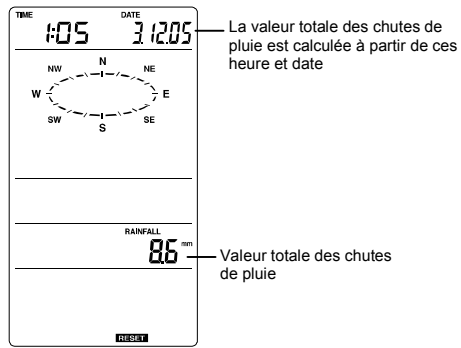 TIME DATE
1:05 3.12.05
La valeur totale des chutes de
pluie est calculée à partir de ces
heure et date
N
NW NE
W E
SW SE
S
RAINFALL
8.6 mm
Valeur totale des chutes
de pluie
RESET